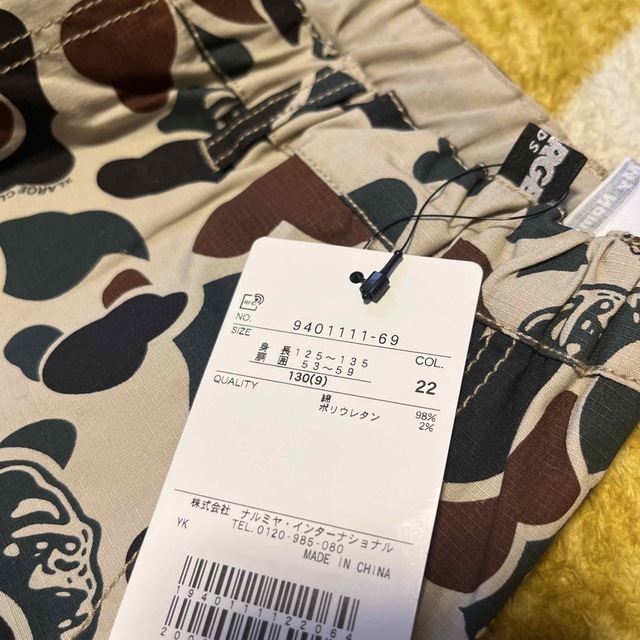 RFID
NO. 9401111-69
SIZE 身長 125～135 COL.
胴囲 53～59 22
130(9)
QUALITY 綿 98%
ポリウレタン 2%
株式会社 ナルミヤ・インターナショナル
TEL.0120-985-080
YK MADE IN CHINA
1940111122064